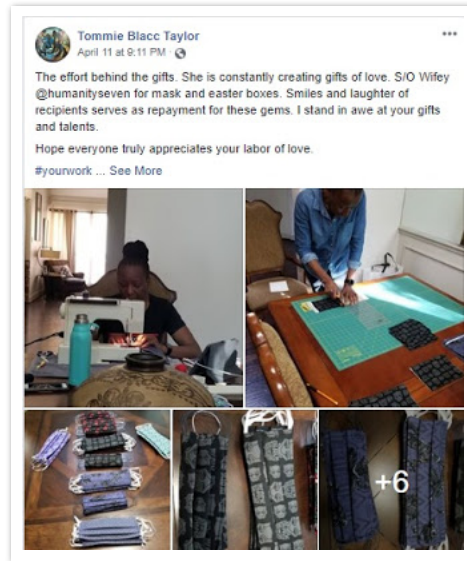 Tommie Blacc Taylor
April 11 at 9:11 PM ·
The effort behind the gifts. She is constantly creating gifts of love. S/O Wifey
@humanityseven for mask and easter boxes. Smiles and laughter of
recipients serves as repayment for these gems. I stand in awe at your gifts
and talents.
Hope everyone truly appreciates your labor of love.
#yourwork ... See More
+6